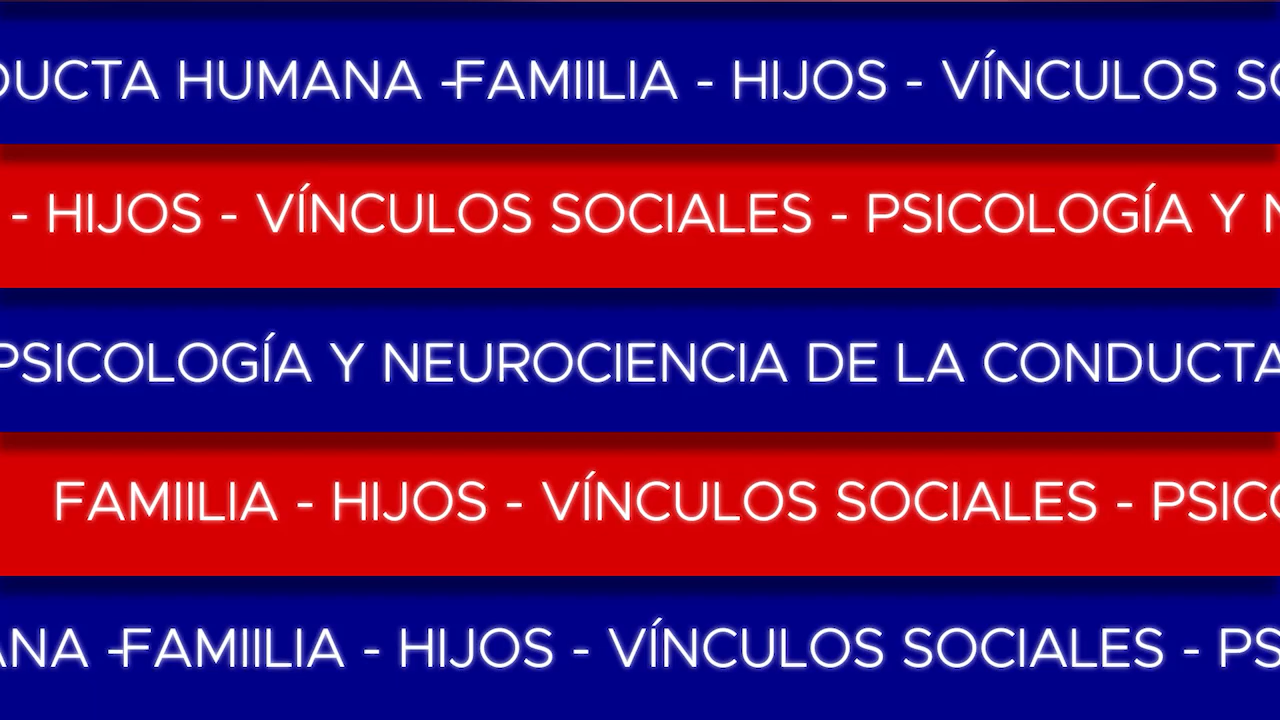 DUCTA HUMANA -FAMIILIA - HIJOS - VÍNCULOS SO
- HIJOS - VÍNCULOS SOCIALES - PSICOLOGÍA Y N
PSICOLOGÍA Y NEUROCIENCIA DE LA CONDUCTA
FAMIILIA - HIJOS - VÍNCULOS SOCIALES - PSICO
ANA -FAMIILIA - HIJOS - VÍNCULOS SOCIALES - PS